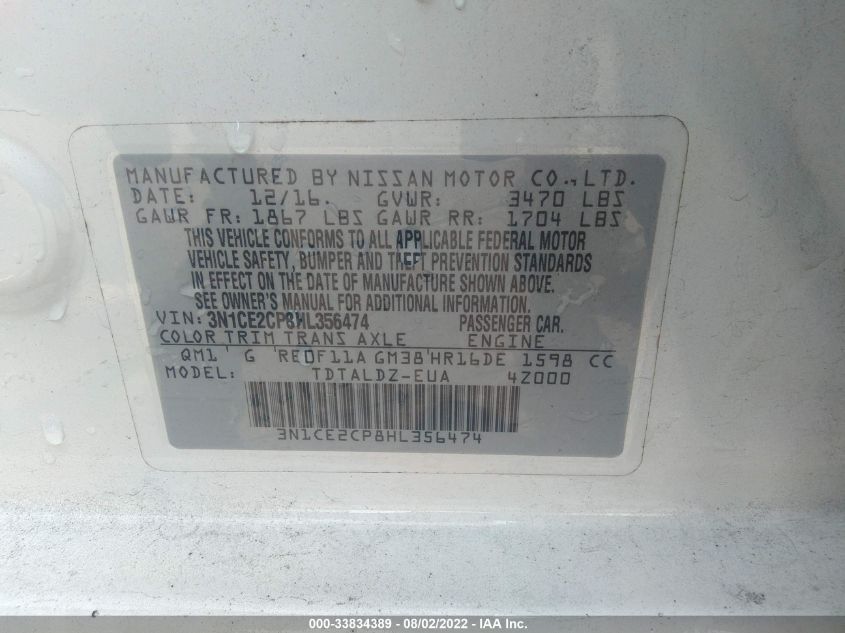 MANUFACTURED BY NISSAN MOTOR CO.,LTD.
DATE: 12/16. GVWR: 3470 LBS
GAWR FR: 1867 LBS GAWR RR: 1704 LBS
THIS VEHICLE CONFORMS TO ALL APPLICABLE FEDERAL MOTOR
VEHICLE SAFETY, BUMPER AND THEFT PREVENTION STANDARDS
IN EFFECT ON THE DATE OF MANUFACTURE SHOWN ABOVE.
SEE OWNER'S MANUAL FOR ADDITIONAL INFORMATION.
VIN: 3N1CE2CP8HL356474 PASSENGER CAR.
COLOR TRIM TRANS AXLE ENGINE
QM1 G RE0F11A GM38 HR16DE 1598 CC
MODEL: TDTALDZ-EUA 4Z000
3N1CE2CP8HL356474
000-33834389 - 08/02/2022 - IAA Inc.